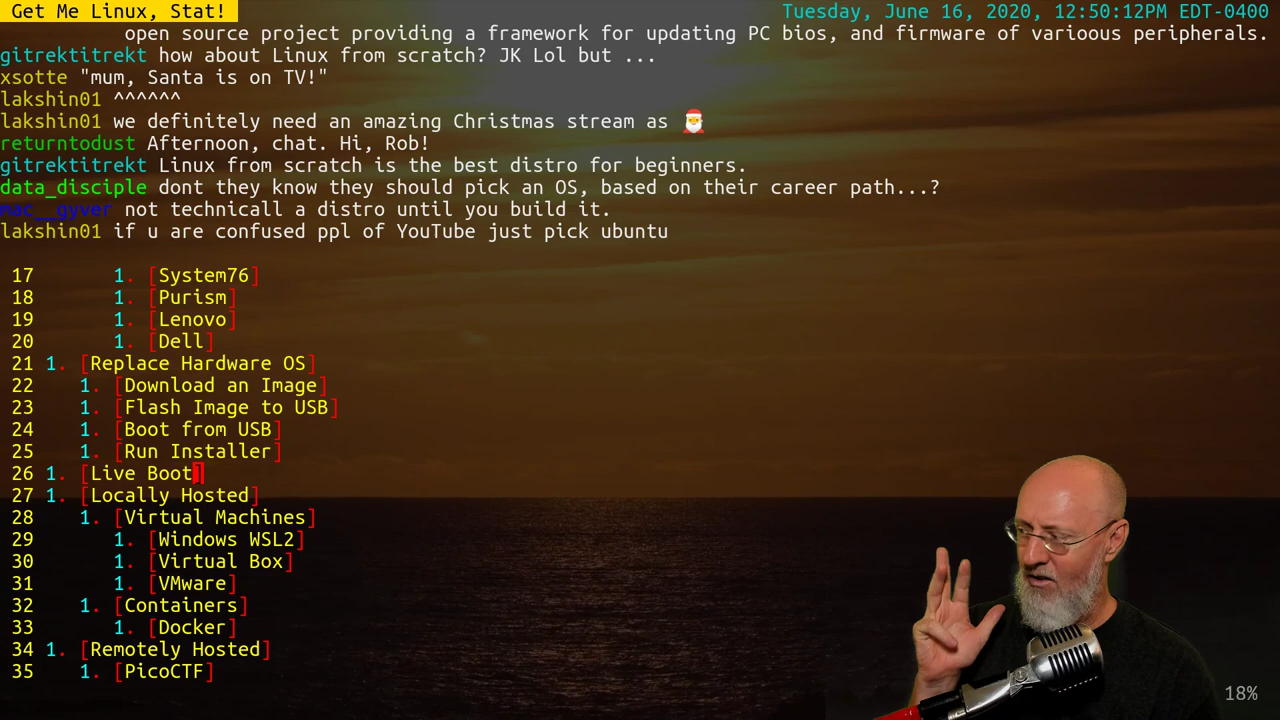 Get Me Linux, Stat!
Tuesday, June 16, 2020, 12:50:12PM EDT-0400
open source project providing a framework for updating PC bios, and firmware of varioous peripherals.
gitrektitrekt how about Linux from scratch? JK Lol but ...
xsotte "mum, Santa is on TV!"
lakshin01 ^^^^^^
lakshin01 we definitely need an amazing Christmas stream as 🎅
returntodust Afternoon, chat. Hi, Rob!
gitrektitrekt Linux from scratch is the best distro for beginners.
data_disciple dont they know they should pick an OS, based on their career path...?
mac__gyver not technicall a distro until you build it.
lakshin01 if u are confused ppl of YouTube just pick ubuntu
17 1. [System76]
18 1. [Purism]
19 1. [Lenovo]
20 1. [Dell]
21 1. [Replace Hardware OS]
22 1. [Download an Image]
23 1. [Flash Image to USB]
24 1. [Boot from USB]
25 1. [Run Installer]
26 1. [Live Boot]
27 1. [Locally Hosted]
28 1. [Virtual Machines]
29 1. [Windows WSL2]
30 1. [Virtual Box]
31 1. [VMware]
32 1. [Containers]
33 1. [Docker]
34 1. [Remotely Hosted]
35 1. [PicoCTF]
18%